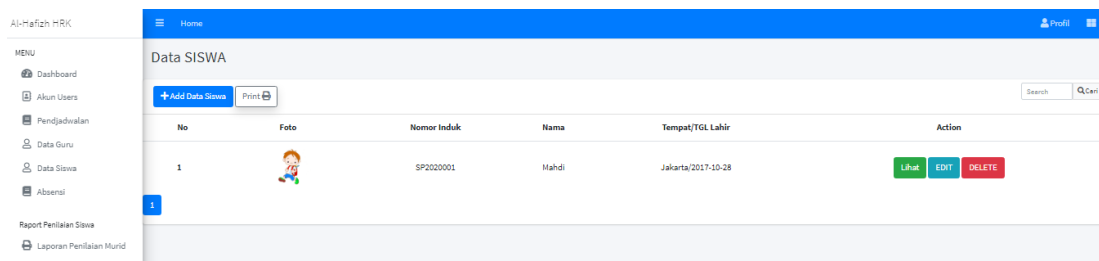 Al-Hafizh HRK
Home
Profil
MENU
Dashboard
Akun Users
Pendjadwalan
Data Guru
Data Siswa
Absensi
Raport Penilaian Siswa
Laporan Penilaian Murid
Data SISWA
Add Data Siswa Print
Search Cari
No Foto Nomor Induk Nama Tempat/TGL Lahir Action
1 SP2020001 Mahdi Jakarta/2017-10-28 Lihat EDIT DELETE
1